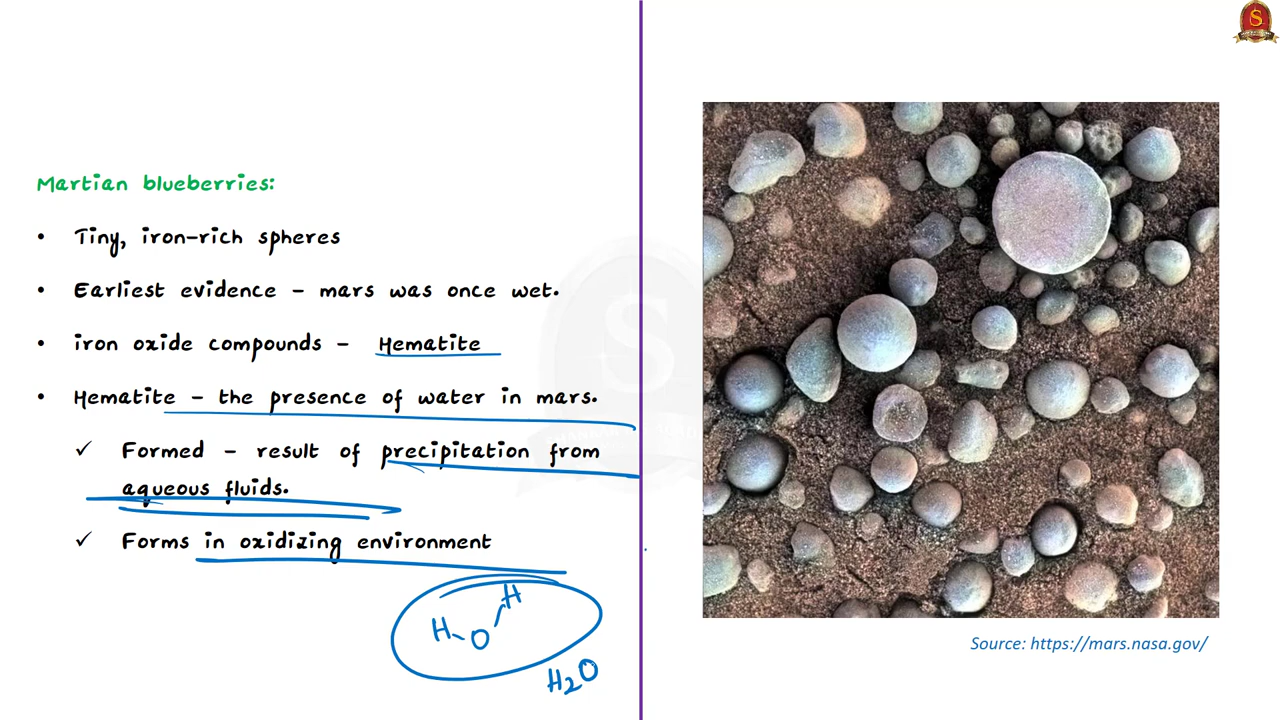 Martian blueberries:
• Tiny, iron-rich spheres
• Earliest evidence - mars was once wet.
• iron oxide compounds - Hematite
• Hematite - the presence of water in mars.
✓ Formed - result of precipitation from
aqueous fluids.
✓ Forms in oxidizing environment
H O H
H2O
S
Source: https://mars.nasa.gov/